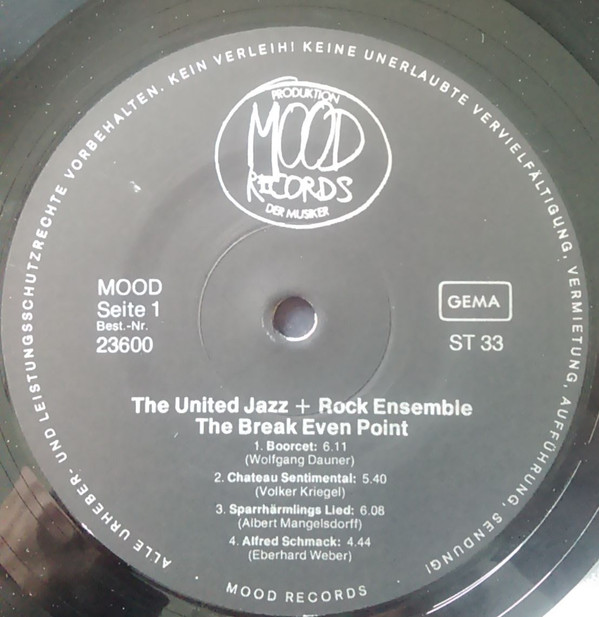 ALLE URHEBER- UND LEISTUNGSSCHUTZRECHTE VORBEHALTEN. KEIN VERLEIH! KEINE UNERLAUBTE VERVIELFÄLTIGUNG, VERMIETUNG, AUFFÜHRUNG, SENDUNG!
PRODUKTION
MOOD
RECORDS
DER MUSIKER
MOOD
Seite 1
Best.-Nr.
23600
GEMA
ST 33
The United Jazz + Rock Ensemble
The Break Even Point
1. Boorcet: 6.11
(Wolfgang Dauner)
2. Chateau Sentimental: 5.40
(Volker Kriegel)
3. Sparrhärmlings Lied: 6.08
(Albert Mangelsdorff)
4. Alfred Schmack: 4.44
(Eberhard Weber)
MOOD RECORDS